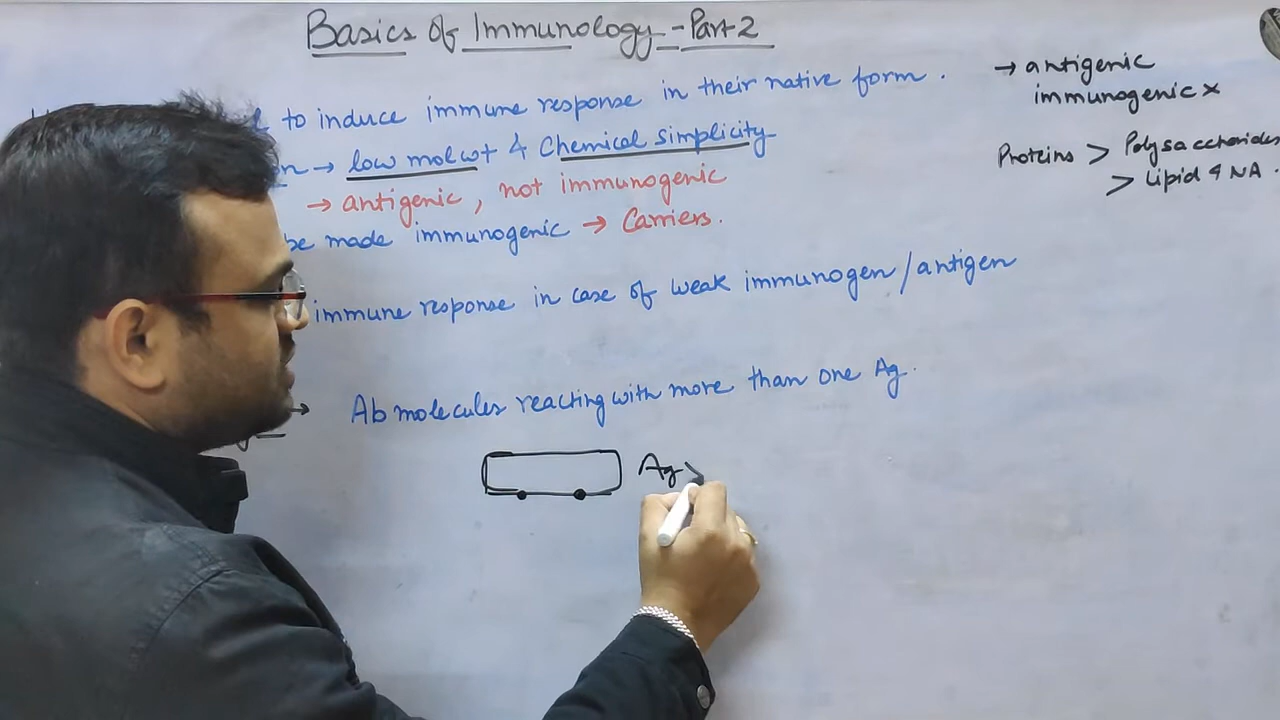 Basics of Immunology - Part 2
to induce immune response in their native form .
→ low mol wt & Chemical simplicity
→ antigenic , not immunogenic
be made immunogenic → Carriers .
immune response in case of weak immunogen / antigen
→ Ab molecules reacting with more than one Ag .
Ag
→ antigenic
immunogenic x
Proteins > Polysaccharides
> Lipid & NA .